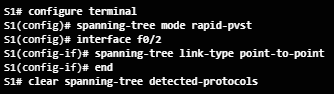 S1# configure terminal
S1(config)# spanning-tree mode rapid-pvst
S1(config)# interface f0/2
S1(config-if)# spanning-tree link-type point-to-point
S1(config-if)# end
S1# clear spanning-tree detected-protocols